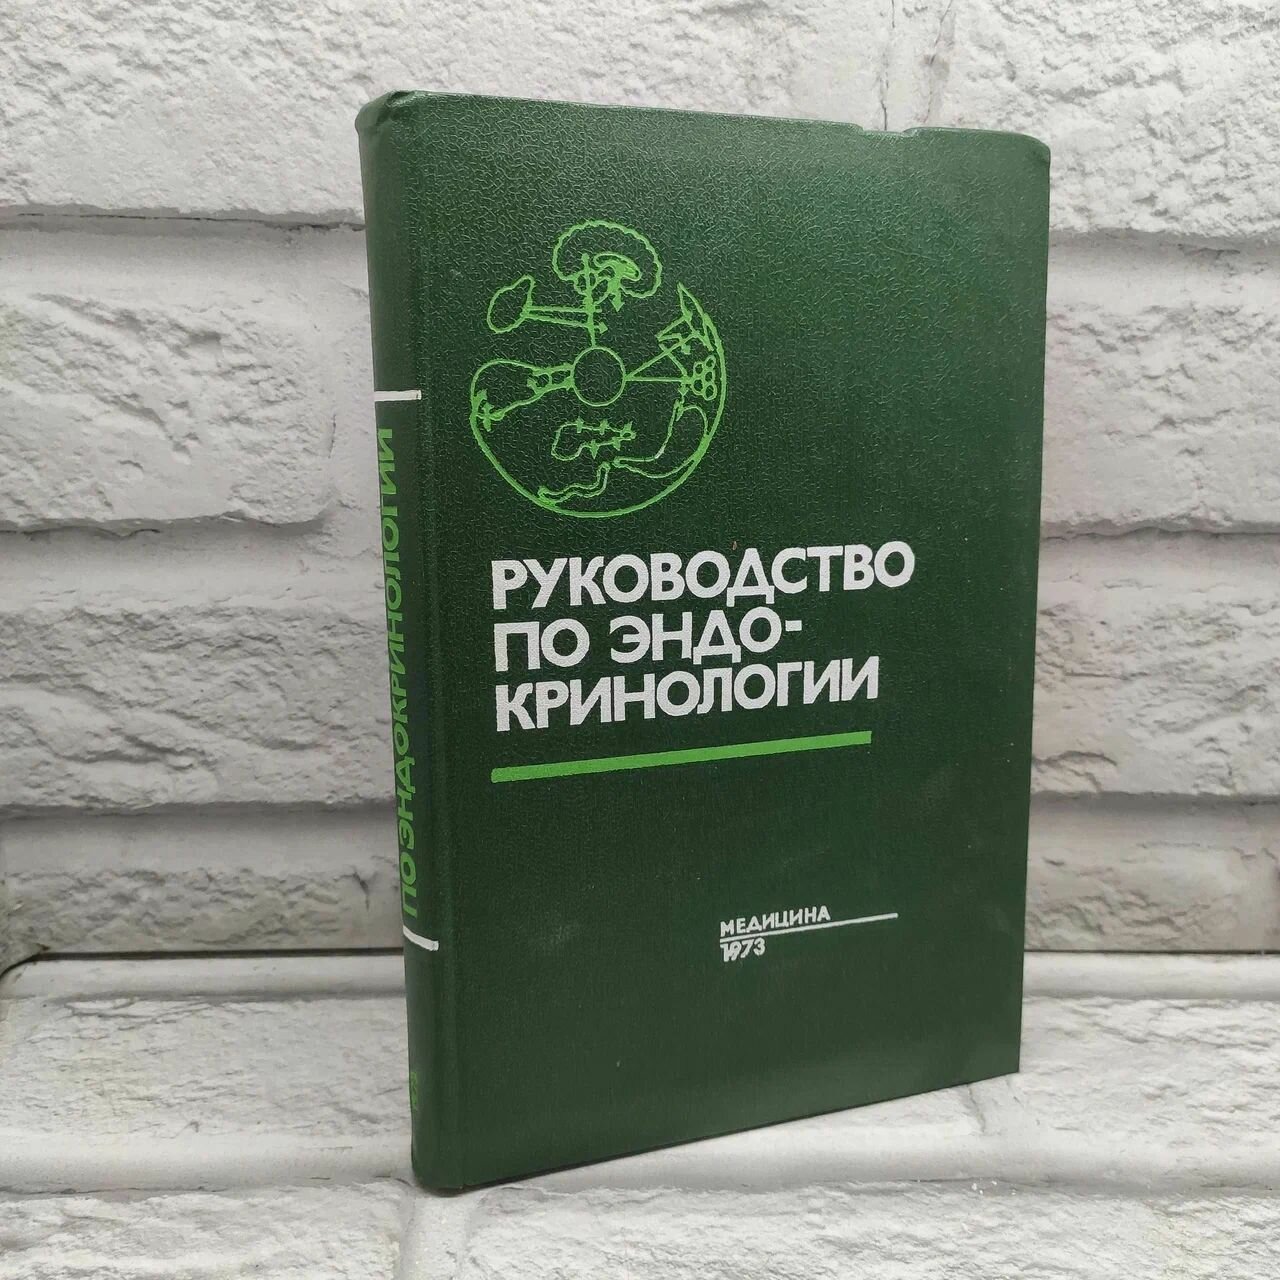 РУКОВОДСТВО
ПО ЭНДО-
КРИНОЛОГИИ
МЕДИЦИНА
1973
ПО ЭНДОКРИНОЛОГИИ